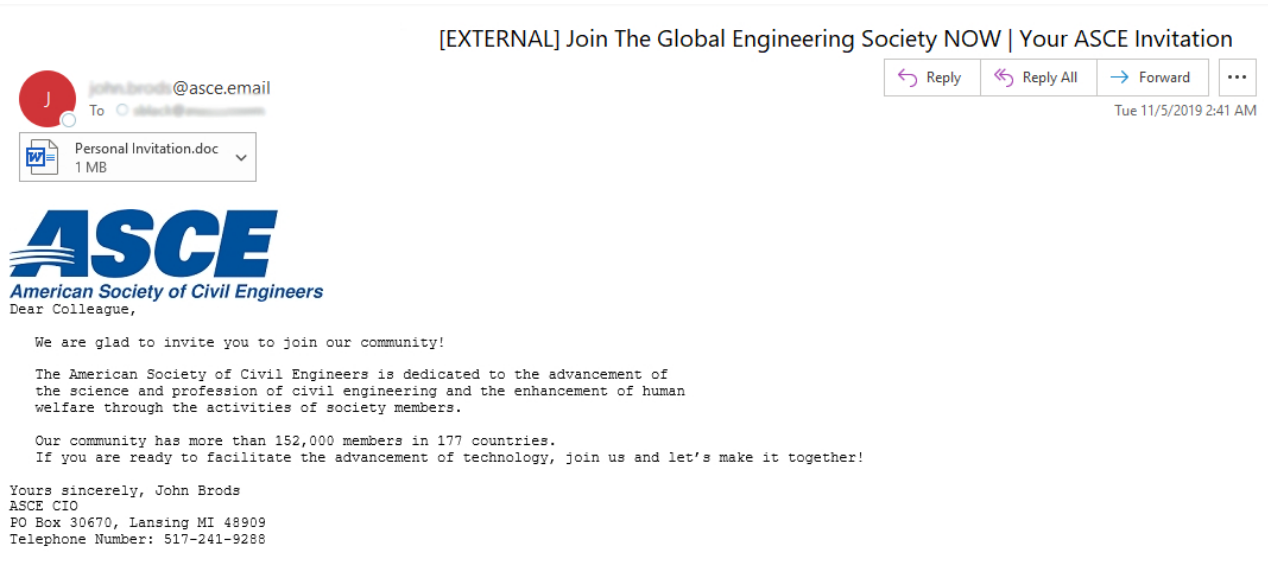 [EXTERNAL] Join The Global Engineering Society NOW | Your ASCE Invitation
J
@asce.email
To
Reply
Reply All
Forward
Tue 11/5/2019 2:41 AM
Personal Invitation.doc
1 MB
ASCE
American Society of Civil Engineers
Dear Colleague,
We are glad to invite you to join our community!
The American Society of Civil Engineers is dedicated to the advancement of
the science and profession of civil engineering and the enhancement of human
welfare through the activities of society members.
Our community has more than 152,000 members in 177 countries.
If you are ready to facilitate the advancement of technology, join us and let's make it together!
Yours sincerely, John Brods
ASCE CIO
PO Box 30670, Lansing MI 48909
Telephone Number: 517-241-9288